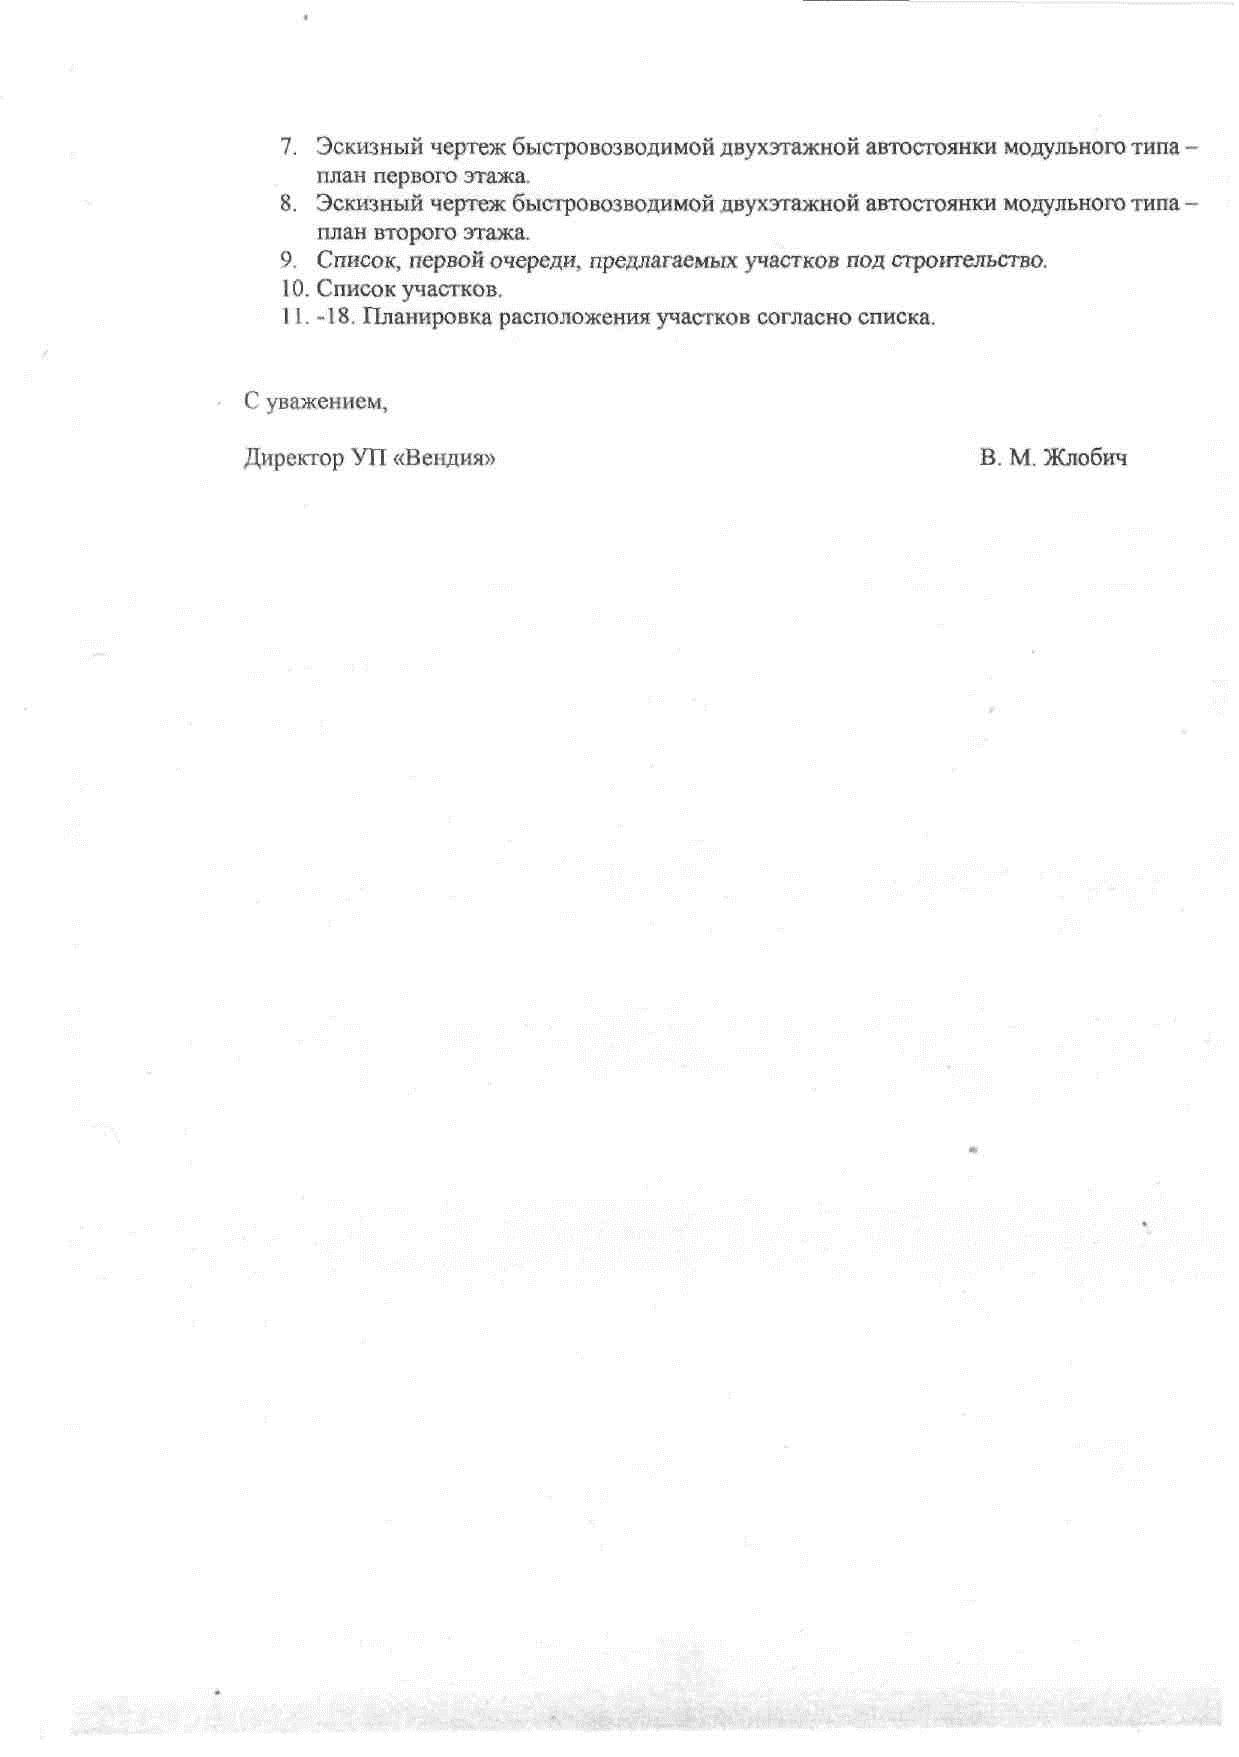 7. Эскизный чертеж быстровозводимой двухэтажной автостоянки модульного типа –
план первого этажа.
8. Эскизный чертеж быстровозводимой двухэтажной автостоянки модульного типа –
план второго этажа.
9. Список, первой очереди, предлагаемых участков под строительство.
10. Список участков.
11. -18. Планировка расположения участков согласно списка.
С уважением,
Директор УП «Вендия» В. М. Жлобич